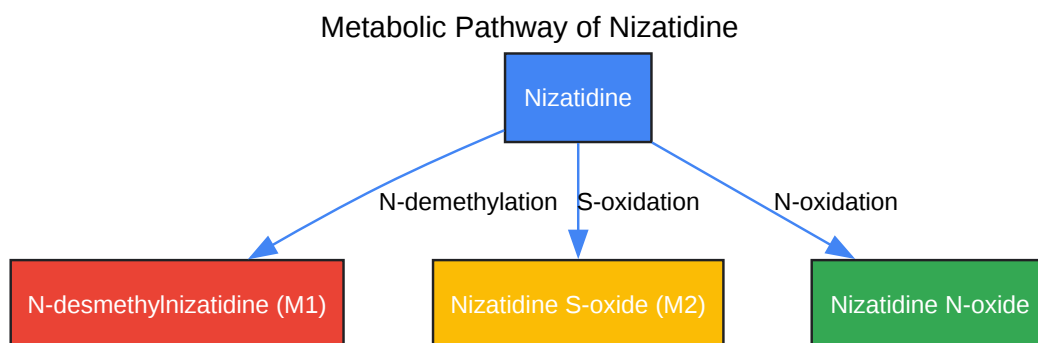 Metabolic Pathway of Nizatidine
Nizatidine
N-demethylation
S-oxidation
N-oxidation
N-desmethylnizatidine (M1)
Nizatidine S-oxide (M2)
Nizatidine N-oxide